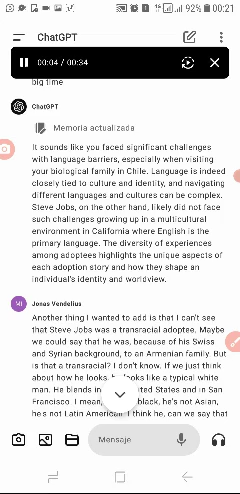 92% 00:21
ChatGPT
00:04 / 00:34
big time
ChatGPT
Memoria actualizada
It sounds like you faced significant challenges
with language barriers, especially when visiting
your biological family in Chile. Language is indeed
closely tied to culture and identity, and navigating
different languages and cultures can be complex.
Steve Jobs, on the other hand, likely did not face
such challenges growing up in a multicultural
environment in California where English is the
primary language. The diversity of experiences
among adoptees highlights the unique aspects of
each adoption story and how they shape an
individual's identity and worldview.
Jonas Vendelius
Another thing I wanted to add is that I can't see
that Steve Jobs was a transracial adoptee. Maybe
we could say that he was, because of his Swiss
and Syrian background, to an Armenian family. But
is that a transracial? I don't know. If we just think
about how he looks, looks like a typical white
man. He blends in United States and in San
Francisco. I mean, black, he's not Asian,
he's not Latin American. I think he, can we say that
Mensaje